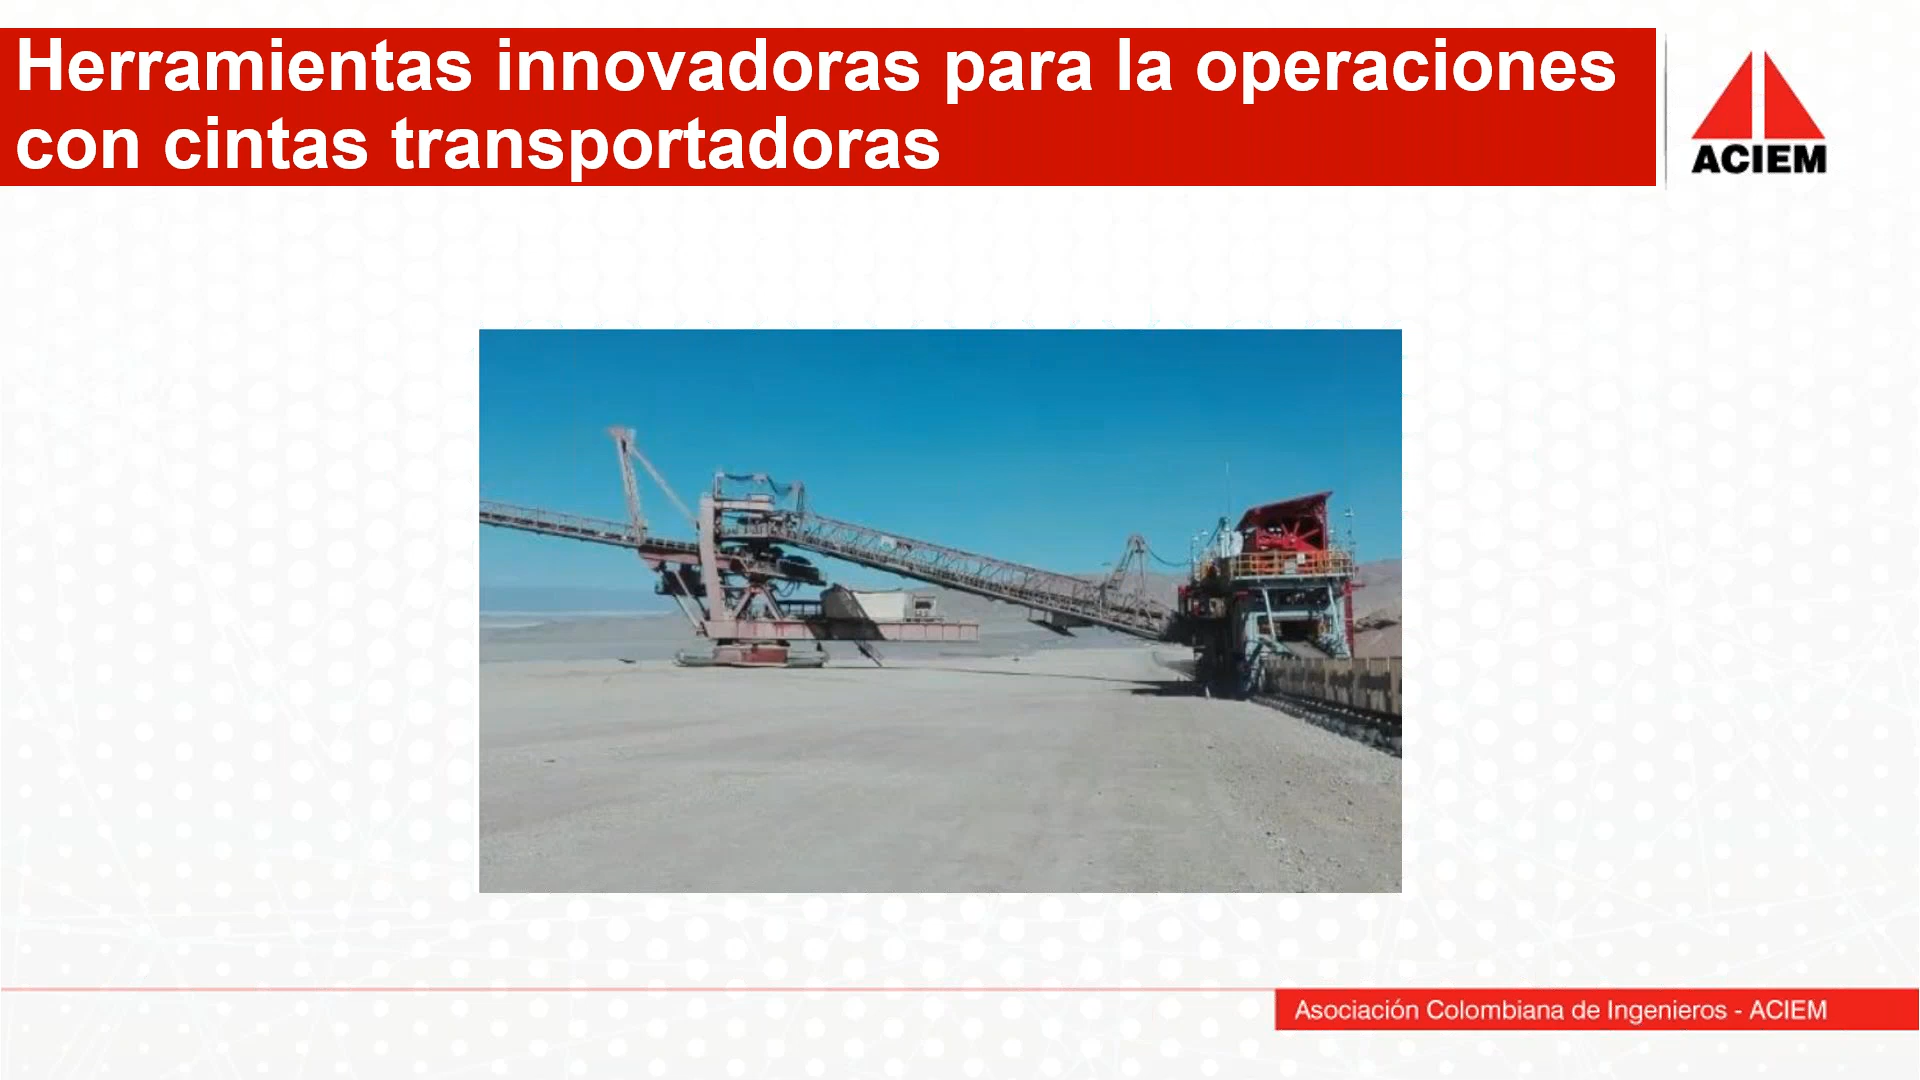 Herramientas innovadoras para la operaciones
con cintas transportadoras
ACIEM
Asociación Colombiana de Ingenieros - ACIEM